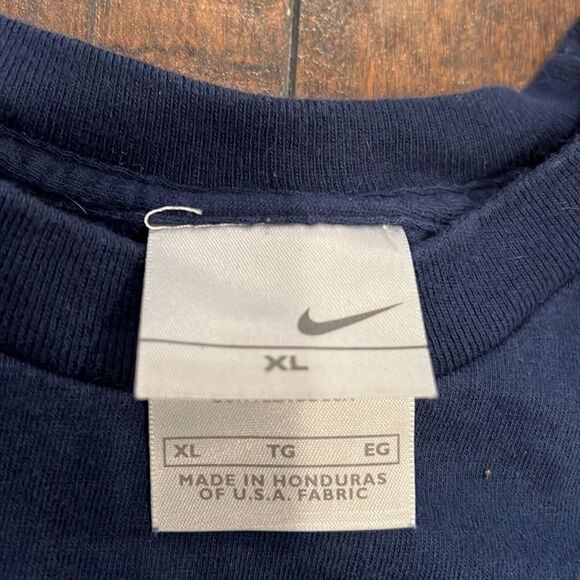 XL
XL TG EG
MADE IN HONDURAS
OF U.S.A. FABRIC